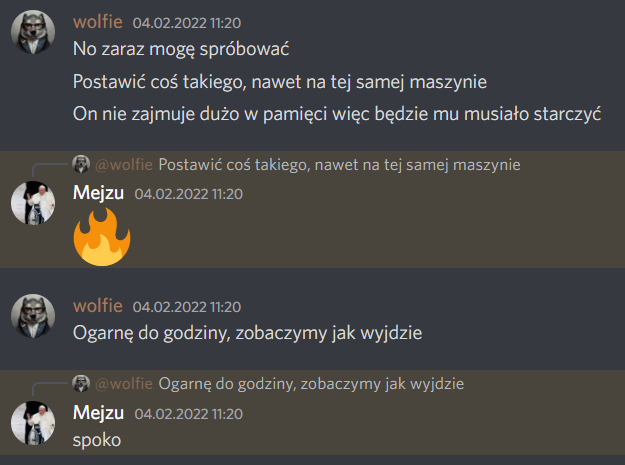 wolfie 04.02.2022 11:20
No zaraz mogę spróbować
Postawić coś takiego, nawet na tej samej maszynie
On nie zajmuje dużo w pamięci więc będzie mu musiało starczyć
@wolfie Postawić coś takiego, nawet na tej samej maszynie
Mejzu 04.02.2022 11:20
wolfie 04.02.2022 11:20
Ogarnę do godziny, zobaczymy jak wyjdzie
@wolfie Ogarnę do godziny, zobaczymy jak wyjdzie
Mejzu 04.02.2022 11:20
spoko